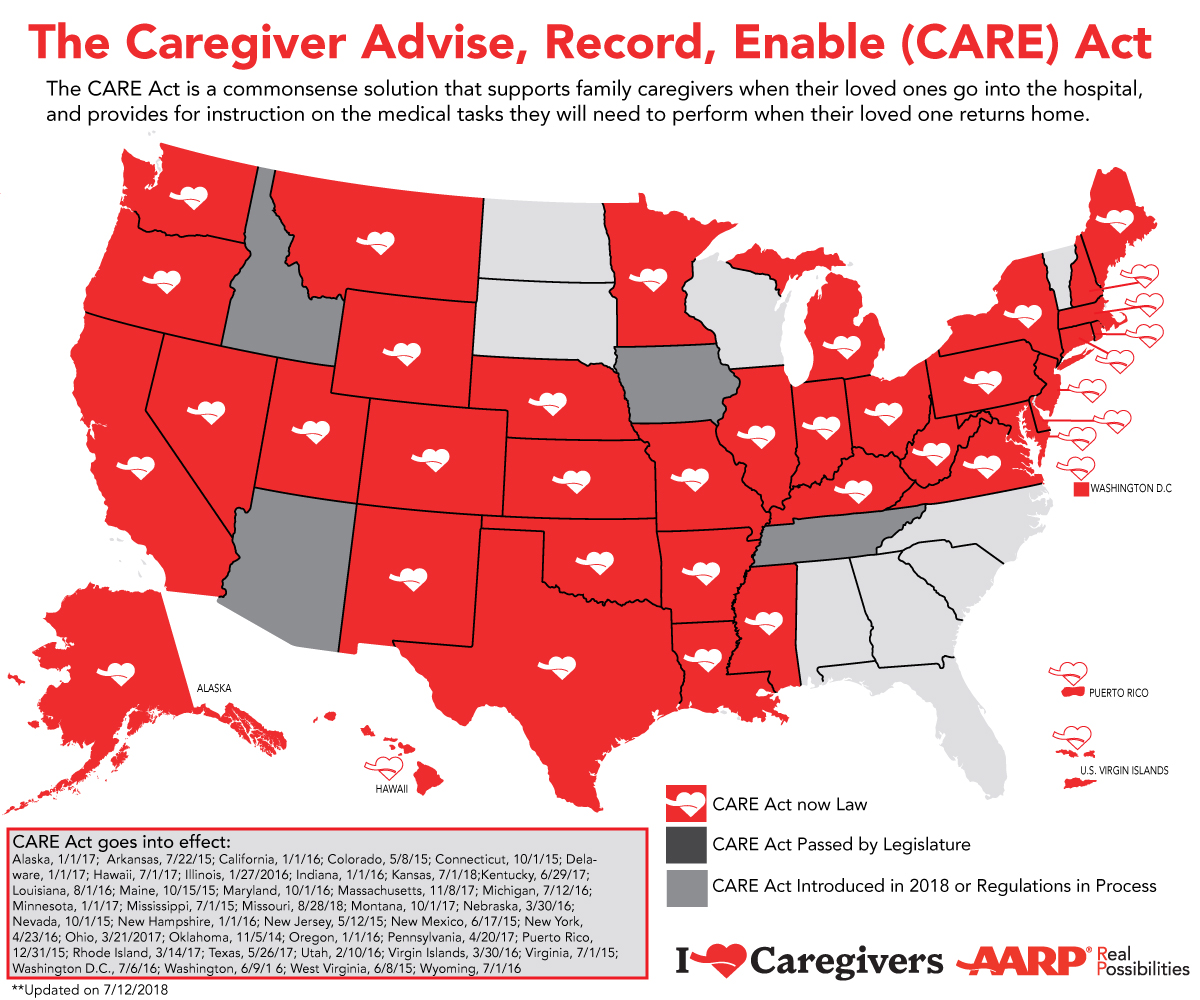 The Caregiver Advise, Record, Enable (CARE) Act
The CARE Act is a commonsense solution that supports family caregivers when their loved ones go into the hospital,
and provides for instruction on the medical tasks they will need to perform when their loved one returns home.
WASHINGTON D.C
ALASKA
PUERTO RICO
HAWAII
U.S. VIRGIN ISLANDS
CARE Act now Law
CARE Act Passed by Legislature
CARE Act Introduced in 2018 or Regulations in Process
CARE Act goes into effect:
Alaska, 1/1/17; Arkansas, 7/22/15; California, 1/1/16; Colorado, 5/8/15; Connecticut, 10/1/15; Dela-
ware, 1/1/17; Hawaii, 7/1/17; Illinois, 1/27/2016; Indiana, 1/1/16; Kansas, 7/1/18;Kentucky, 6/29/17;
Louisiana, 8/1/16; Maine, 10/15/15; Maryland, 10/1/16; Massachusetts, 11/8/17; Michigan, 7/12/16;
Minnesota, 1/1/17; Mississippi, 7/1/15; Missouri, 8/28/18; Montana, 10/1/17; Nebraska, 3/30/16;
Nevada, 10/1/15; New Hampshire, 1/1/16; New Jersey, 5/12/15; New Mexico, 6/17/15; New York,
4/23/16; Ohio, 3/21/2017; Oklahoma, 11/5/14; Oregon, 1/1/16; Pennsylvania, 4/20/17; Puerto Rico,
12/31/15; Rhode Island, 3/14/17; Texas, 5/26/17; Utah, 2/10/16; Virgin Islands, 3/30/16; Virginia, 7/1/15;
Washington D.C., 7/6/16; Washington, 6/9/1 6; West Virginia, 6/8/15; Wyoming, 7/1/16
**Updated on 7/12/2018
I Caregivers
AARP® Real
Possibilities